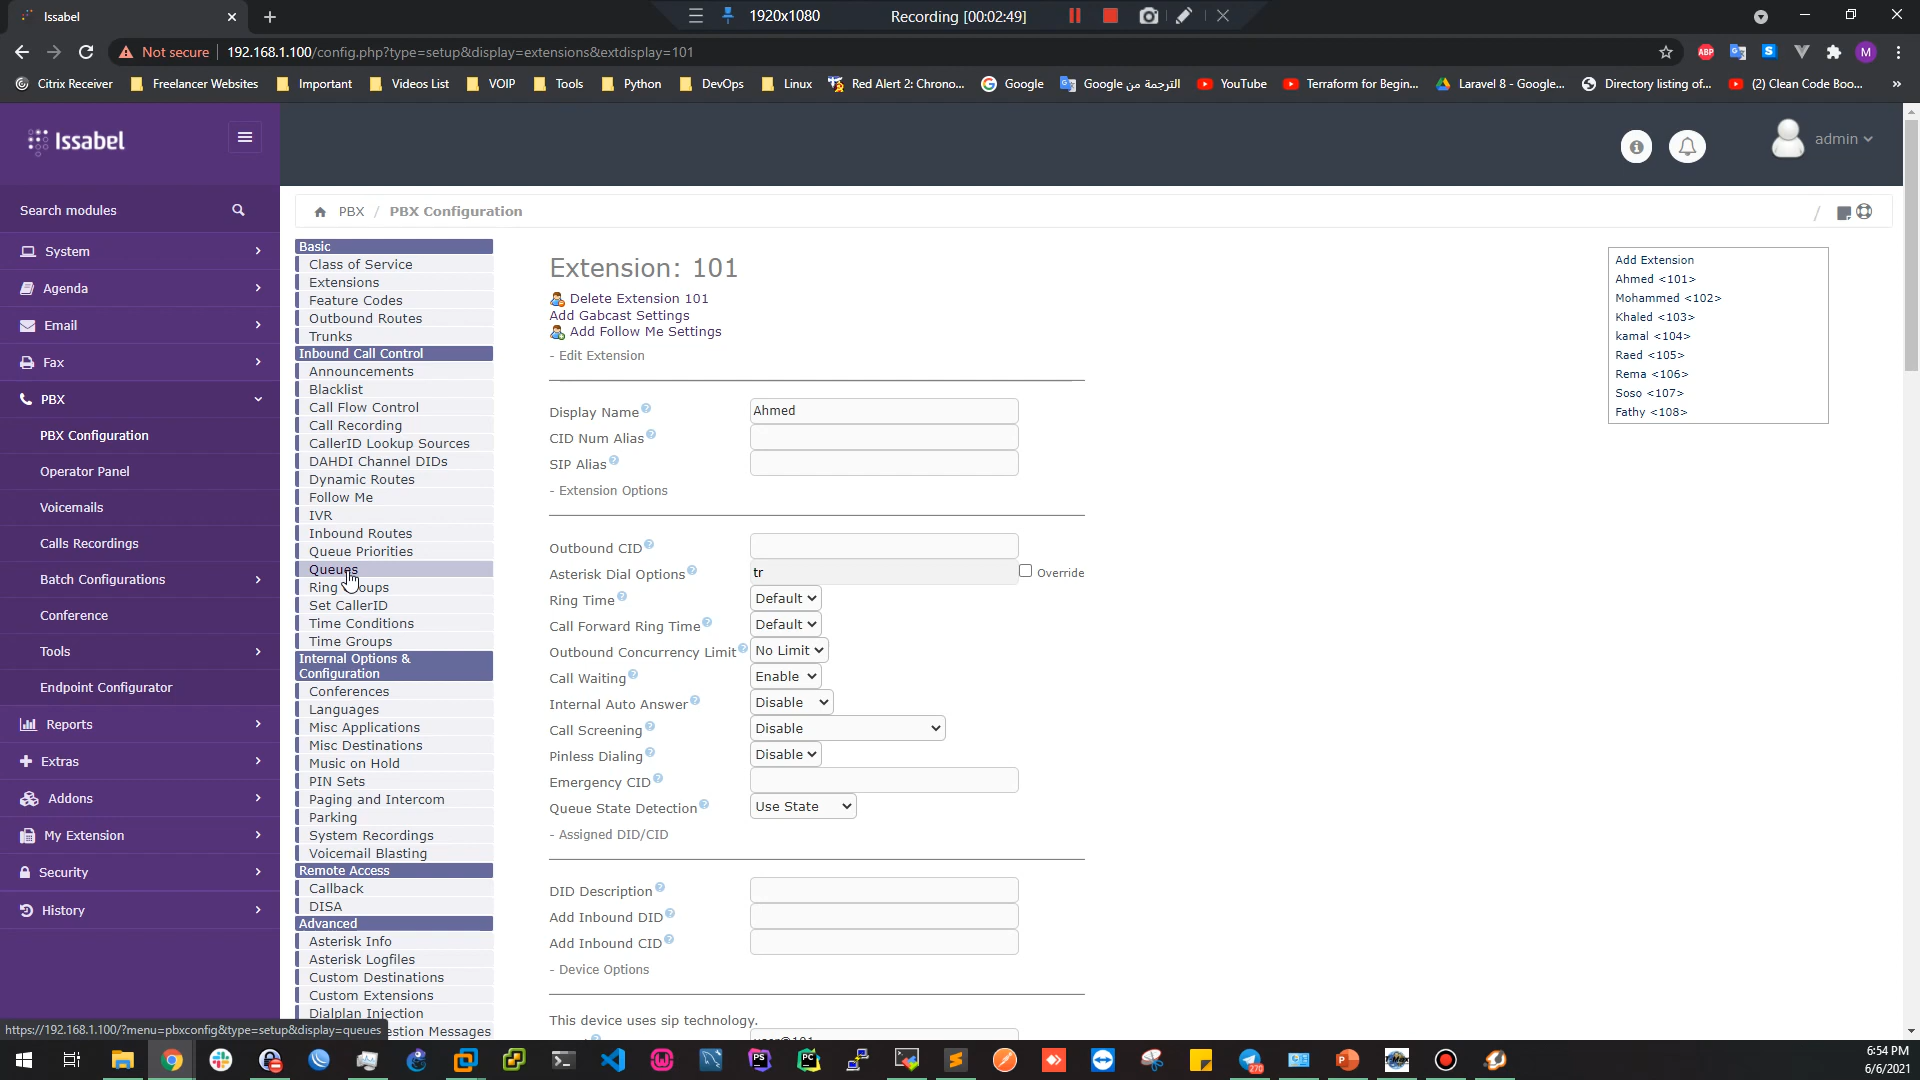 Issabel
1920x1080
Recording [00:02:49]
Not secure
192.168.1.100/config.php?type=setup&display=extensions&extdisplay=101
ABP
M
Citrix Receiver
Freelancer Websites
Important
Videos List
VOIP
Tools
Python
DevOps
Linux
Red Alert 2: Chrono...
Google
الترجمة من Google
YouTube
Terraform for Begin...
Laravel 8 - Google...
Directory listing of...
(2) Clean Code Boo...
Issabel
admin
Search modules
System
Agenda
Email
Fax
PBX
PBX Configuration
Operator Panel
Voicemails
Calls Recordings
Batch Configurations
Conference
Tools
Endpoint Configurator
Reports
Extras
Addons
My Extension
Security
History
PBX / PBX Configuration
/
Basic
Class of Service
Extensions
Feature Codes
Outbound Routes
Trunks
Inbound Call Control
Announcements
Blacklist
Call Flow Control
Call Recording
CallerID Lookup Sources
DAHDI Channel DIDs
Dynamic Routes
Follow Me
IVR
Inbound Routes
Queue Priorities
Queues
Ring Groups
Set CallerID
Time Conditions
Time Groups
Internal Options &
Configuration
Conferences
Languages
Misc Applications
Misc Destinations
Music on Hold
PIN Sets
Paging and Intercom
Parking
System Recordings
Voicemail Blasting
Remote Access
Callback
DISA
Advanced
Asterisk Info
Asterisk Logfiles
Custom Destinations
Custom Extensions
Dialplan Injection
estion Messages
https://192.168.1.100/?menu=pbxconfig&type=setup&display=queues
Extension: 101
Delete Extension 101
Add Gabcast Settings
Add Follow Me Settings
- Edit Extension
Display Name
Ahmed
CID Num Alias
SIP Alias
- Extension Options
Outbound CID
Asterisk Dial Options
tr
Override
Ring Time
Default
Call Forward Ring Time
Default
Outbound Concurrency Limit
No Limit
Call Waiting
Enable
Internal Auto Answer
Disable
Call Screening
Disable
Pinless Dialing
Disable
Emergency CID
Queue State Detection
Use State
- Assigned DID/CID
DID Description
Add Inbound DID
Add Inbound CID
- Device Options
This device uses sip technology.
Add Extension
Ahmed <101>
Mohammed <102>
Khaled <103>
kamal <104>
Raed <105>
Rema <106>
Soso <107>
Fathy <108>
6:54 PM
6/6/2021